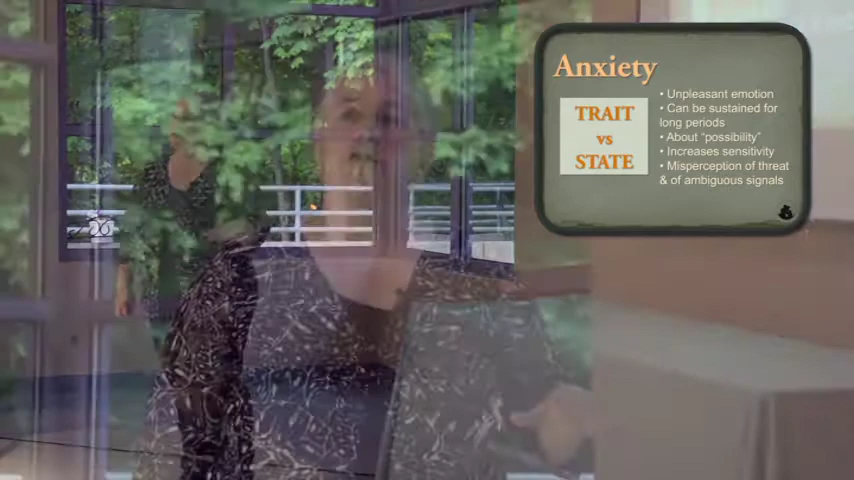 Anxiety
TRAIT
vs
STATE
• Unpleasant emotion
• Can be sustained for
long periods
• About “possibility”
• Increases sensitivity
• Misperception of threat
& of ambiguous signals